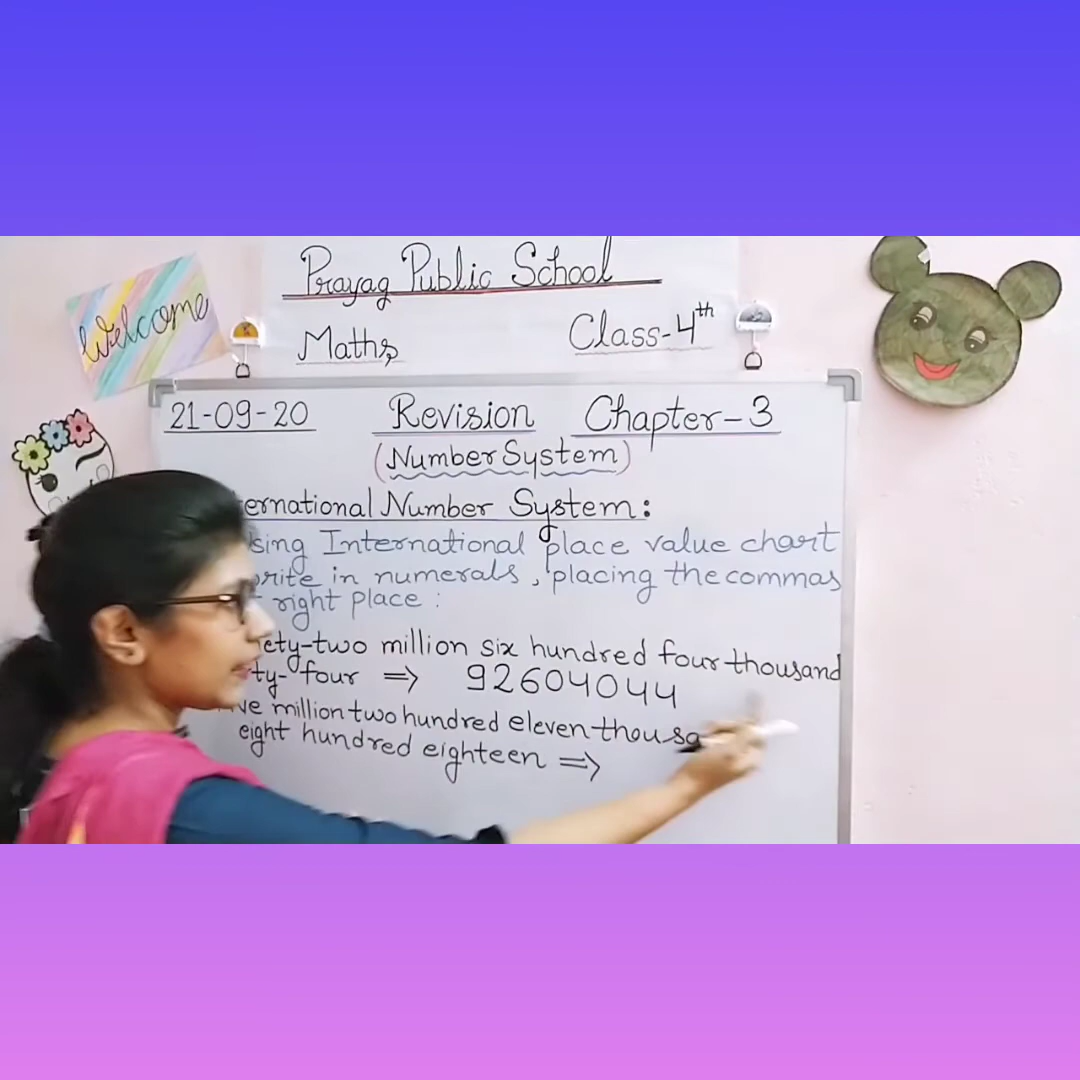 Prayag Public School
Welcome
Maths
Class-4th
21-09-20 Revision Chapter-3
(Number System)
ernational Number System:
sing International place value chart
write in numerals, placing the commas
right place:
ety-two million six hundred four thousand
ty-four ⇒ 92604044
ve million two hundred eleven thousa
eight hundred eighteen ⇒